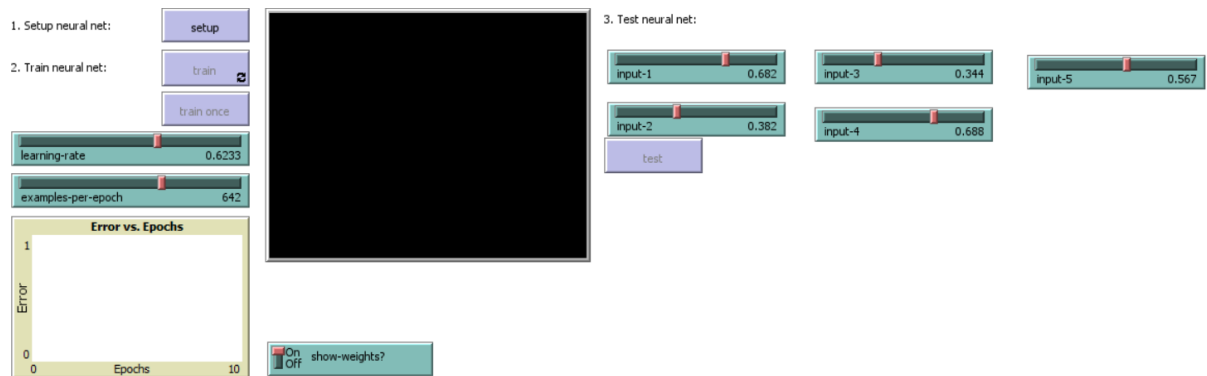 1. Setup neural net:
setup
2. Train neural net:
train
train once
learning-rate 0.6233
examples-per-epoch 642
Error vs. Epochs
1
Error
0
0 Epochs 10
On
Off
show-weights?
3. Test neural net:
input-1 0.682
input-3 0.344
input-5 0.567
input-2 0.382
input-4 0.688
test